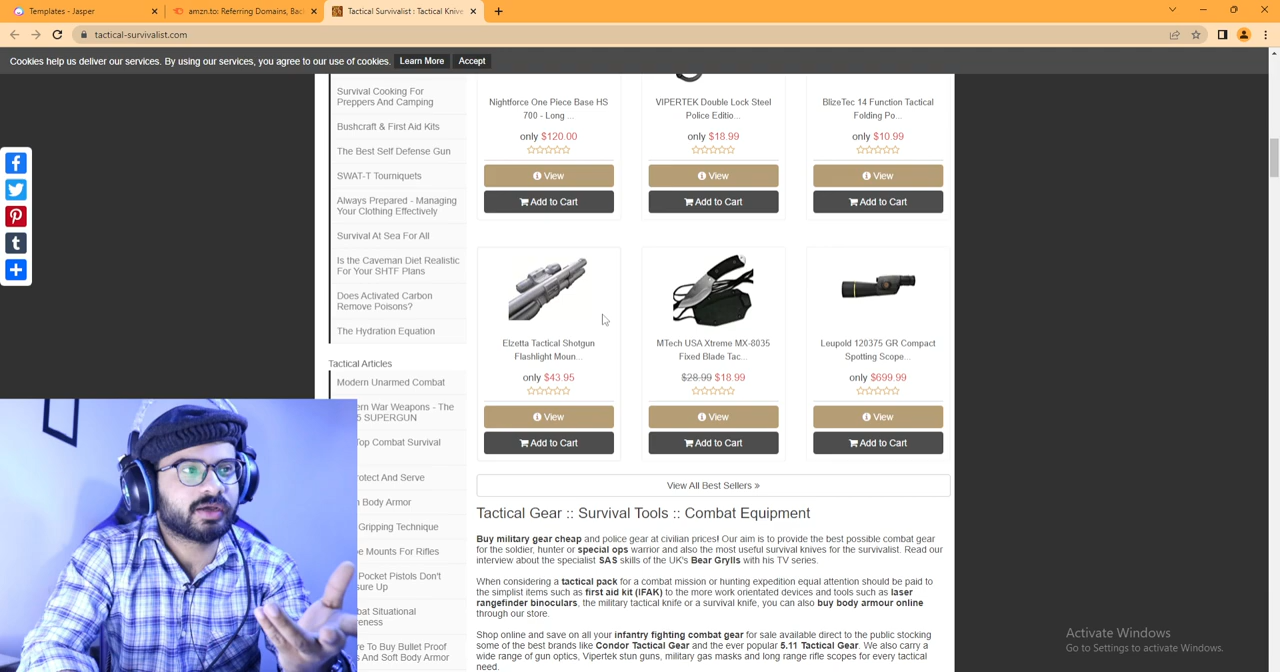 Templates - Jasper
amzn.to: Referring Domains, Bac
Tactical Survivalist : Tactical Knive
tactical-survivalist.com
Cookies help us deliver our services. By using our services, you agree to our use of cookies. Learn More Accept
Survival Cooking For
Preppers And Camping
Bushcraft & First Aid Kits
The Best Self Defense Gun
SWAT-T Tourniquets
Always Prepared - Managing
Your Clothing Effectively
Survival At Sea For All
Is the Caveman Diet Realistic
For Your SHTF Plans
Does Activated Carbon
Remove Poisons?
The Hydration Equation
Tactical Articles
Modern Unarmed Combat
ern War Weapons - The
5 SUPERGUN
Top Combat Survival
rotect And Serve
Body Armor
Gripping Technique
e Mounts For Rifles
Pocket Pistols Don't
sure Up
bat Situational
eness
re To Buy Bullet Proof
s And Soft Body Armor
Nightforce One Piece Base HS
700 - Long ...
only $120.00
View
Add to Cart
VIPERTEK Double Lock Steel
Police Editio...
only $18.99
View
Add to Cart
BlizeTec 14 Function Tactical
Folding Po...
only $10.99
View
Add to Cart
Elzetta Tactical Shotgun
Flashlight Moun...
only $43.95
View
Add to Cart
MTech USA Xtreme MX-8035
Fixed Blade Tac...
$28.99 $18.99
View
Add to Cart
Leupold 120375 GR Compact
Spotting Scope...
only $699.99
View
Add to Cart
View All Best Sellers »
Tactical Gear :: Survival Tools :: Combat Equipment
Buy military gear cheap and police gear at civilian prices! Our aim is to provide the best possible combat gear
for the soldier, hunter or special ops warrior and also the most useful survival knives for the survivalist. Read our
interview about the specialist SAS skills of the UK's Bear Grylls with his TV series.
When considering a tactical pack for a combat mission or hunting expedition equal attention should be paid to
the simplist items such as first aid kit (IFAK) to the more work orientated devices and tools such as laser
rangefinder binoculars, the military tactical knife or a survival knife, you can also buy body armour online
through our store.
Shop online and save on all your infantry fighting combat gear for sale available direct to the public stocking
some of the best brands like Condor Tactical Gear and the ever popular 5.11 Tactical Gear. We also carry a
wide range of gun optics, Vipertek stun guns, military gas masks and long range rifle scopes for every tactical
need.
Activate Windows
Go to Settings to activate Windows.